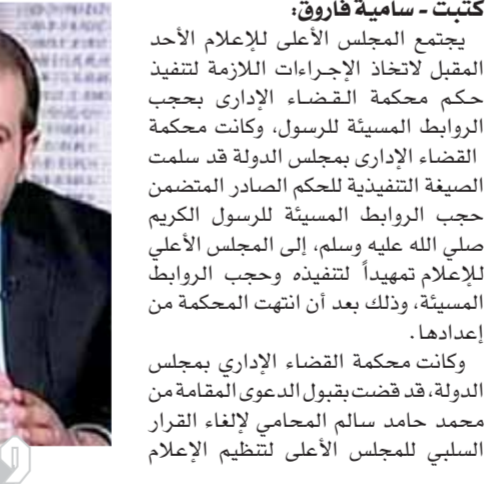 كتبت - سامية فاروق:
يجتمع المجلس الأعلى للإعلام الأحد
المقبل لاتخاذ الإجراءات اللازمة لتنفيذ
حكم محكمة القضاء الإدارى بحجب
الروابط المسيئة للرسول، وكانت محكمة
القضاء الإدارى بمجلس الدولة قد سلمت
الصيغة التنفيذية للحكم الصادر المتضمن
حجب الروابط المسيئة للرسول الكريم
صلي الله عليه وسلم، إلى المجلس الأعلي
للإعلام تمهيداً لتنفيذه وحجب الروابط
المسيئة، وذلك بعد أن انتهت المحكمة من
إعدادها.
وكانت محكمة القضاء الإداري بمجلس
الدولة، قد قضت بقبول الدعوى المقامة من
محمد حامد سالم المحامي لإلغاء القرار
السلبي للمجلس الأعلى لتنظيم الإعلام